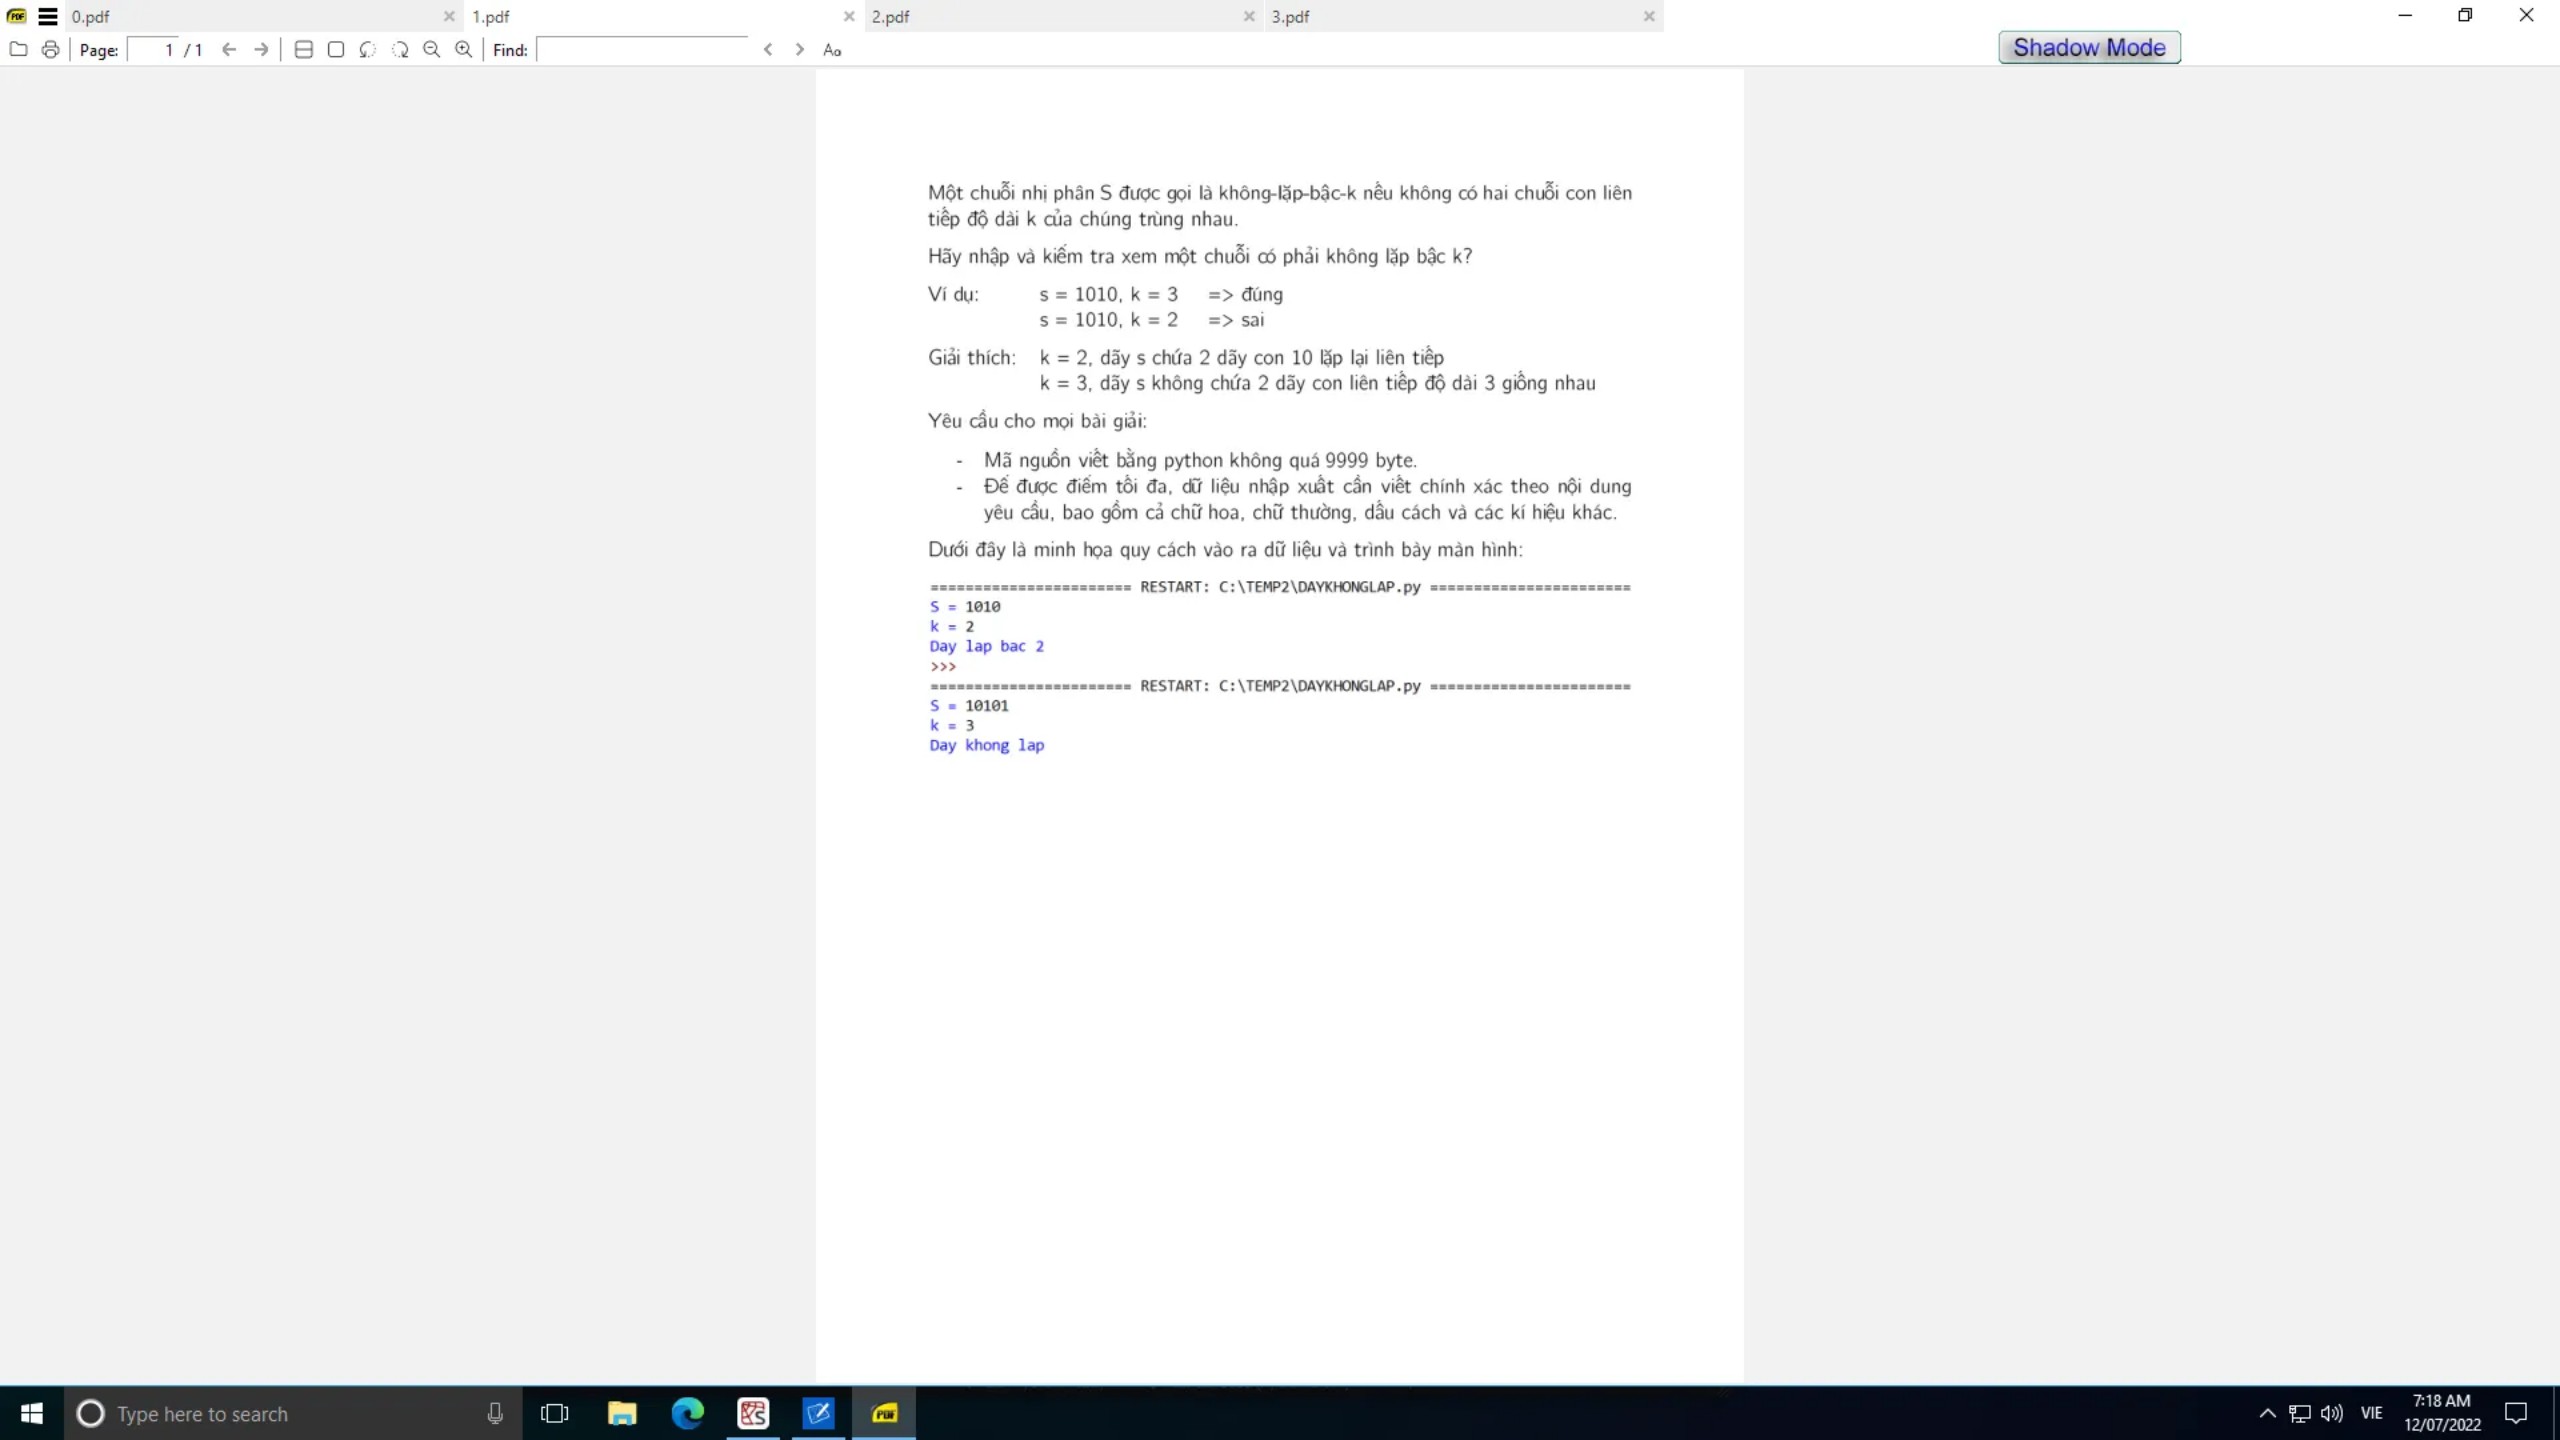 0.pdf
1.pdf
2.pdf
3.pdf
Page: 1 / 1
Find:
Aa
Shadow Mode
Một chuỗi nhị phân S được gọi là không-lặp-bậc-k nếu không có hai chuỗi con liên
tiếp độ dài k của chúng trùng nhau.
Hãy nhập và kiểm tra xem một chuỗi có phải không lặp bậc k?
Ví dụ: s = 1010, k = 3 => đúng
s = 1010, k = 2 => sai
Giải thích: k = 2, dãy s chứa 2 dãy con 10 lặp lại liên tiếp
k = 3, dãy s không chứa 2 dãy con liên tiếp độ dài 3 giống nhau
Yêu cầu cho mọi bài giải:
- Mã nguồn viết bằng python không quá 9999 byte.
- Để được điểm tối đa, dữ liệu nhập xuất cần viết chính xác theo nội dung
yêu cầu, bao gồm cả chữ hoa, chữ thường, dấu cách và các kí hiệu khác.
Dưới đây là minh họa quy cách vào ra dữ liệu và trình bày màn hình:
======================= RESTART: C:\TEMP2\DAYKHONGLAP.py =======================
S = 1010
k = 2
Day lap bac 2
>>>
======================= RESTART: C:\TEMP2\DAYKHONGLAP.py =======================
S = 10101
k = 3
Day khong lap
Type here to search
PDF
VIE
7:18 AM
12/07/2022